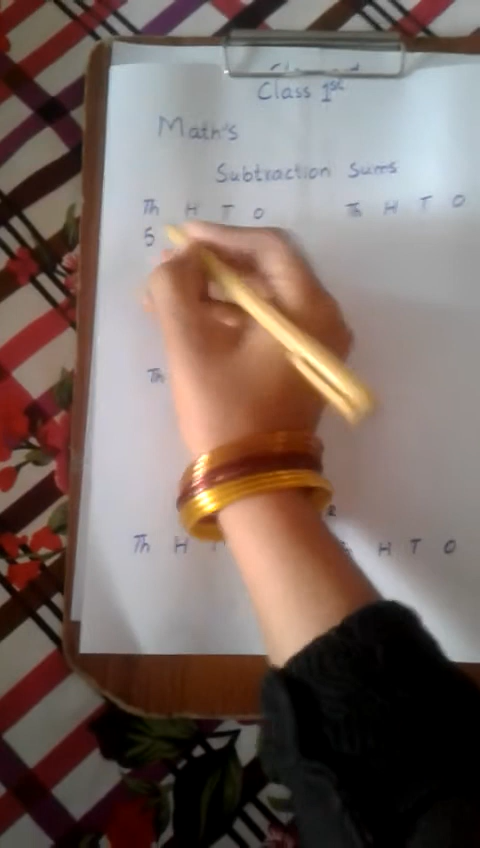 Class 1st
Math's
Subtraction Sums
Th H T O Th H T O
5
Th
Th H H T O